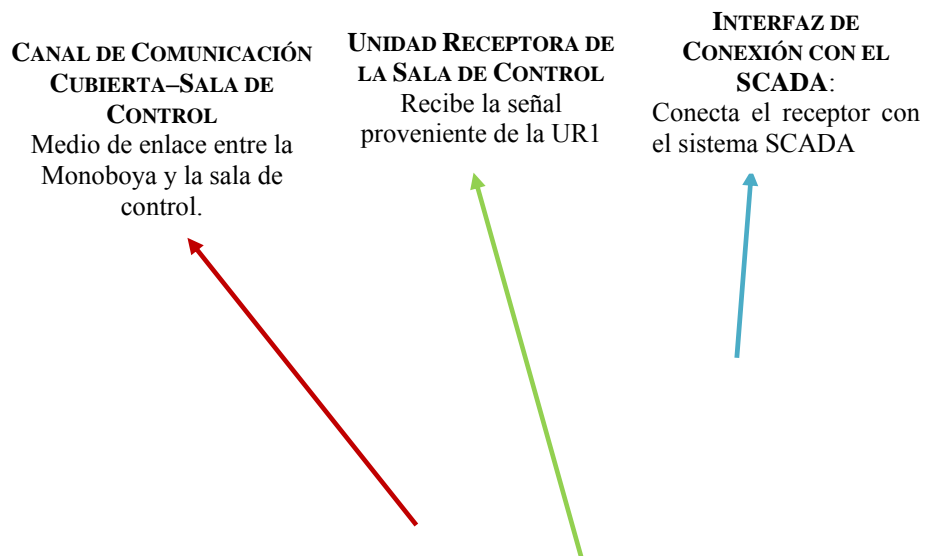 CANAL DE COMUNICACIÓN
CUBIERTA–SALA DE
CONTROL
Medio de enlace entre la
Monoboya y la sala de
control.
UNIDAD RECEPTORA DE
LA SALA DE CONTROL
Recibe la señal
proveniente de la UR1
INTERFAZ DE
CONEXIÓN CON EL
SCADA:
Conecta el receptor con
el sistema SCADA